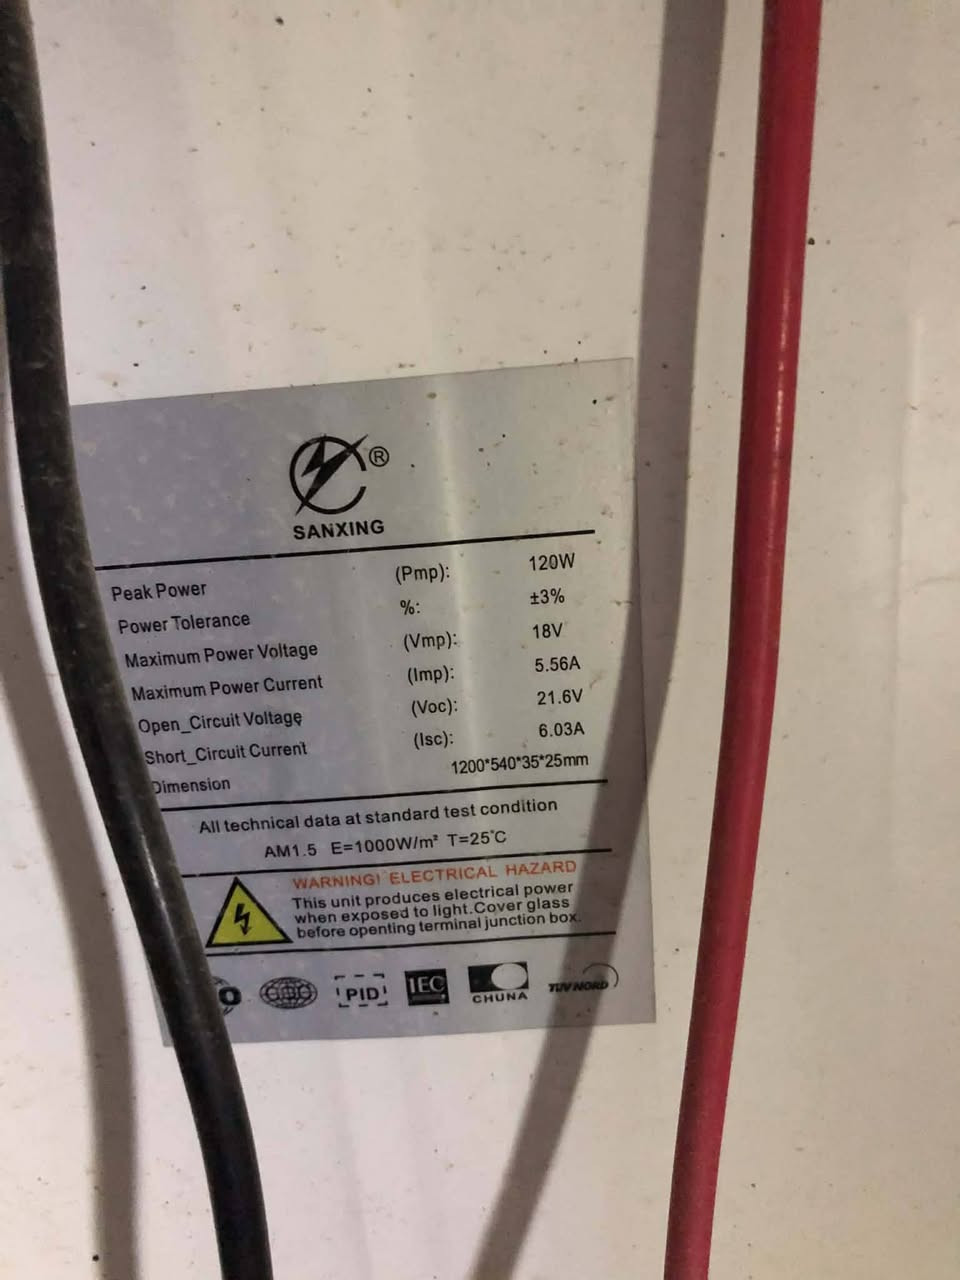 ®
SANXING
Peak Power (Pmp): 120W
Power Tolerance %: ±3%
Maximum Power Voltage (Vmp): 18V
Maximum Power Current (Imp): 5.56A
Open_Circuit Voltage (Voc): 21.6V
Short_Circuit Current (Isc): 6.03A
Dimension 1200*540*35*25mm
All technical data at standard test condition
AM1.5 E=1000W/m² T=25°C
WARNING! ELECTRICAL HAZARD
This unit produces electrical power
when exposed to light.Cover glass
before openting terminal junction box.
PID IEC CHUNA TUV NORD